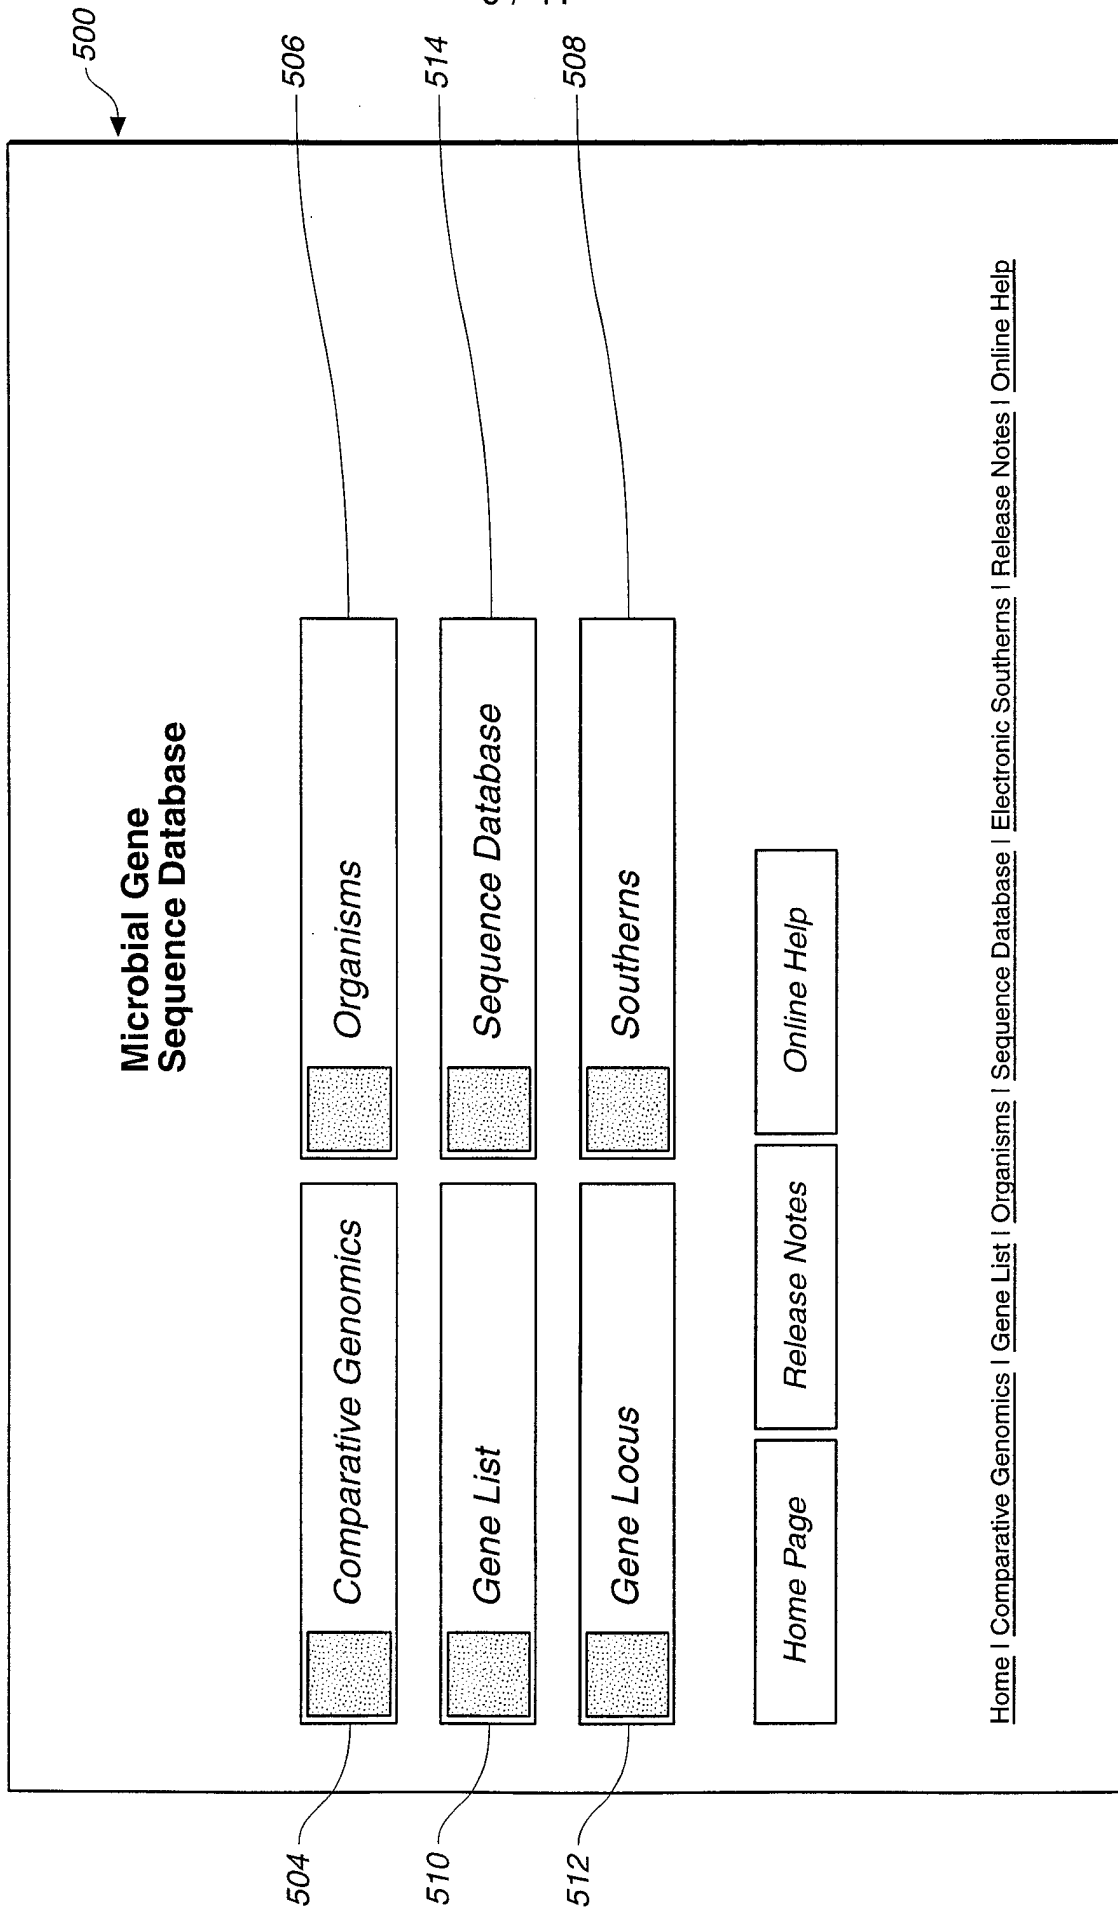 500
Microbial Gene
Sequence Database
504
Comparative Genomics
Organisms
506
510
Gene List
Sequence Database
514
512
Gene Locus
Southerns
508
Home Page
Release Notes
Online Help
Home | Comparative Genomics | Gene List | Organisms | Sequence Database | Electronic Southerns | Release Notes | Online Help